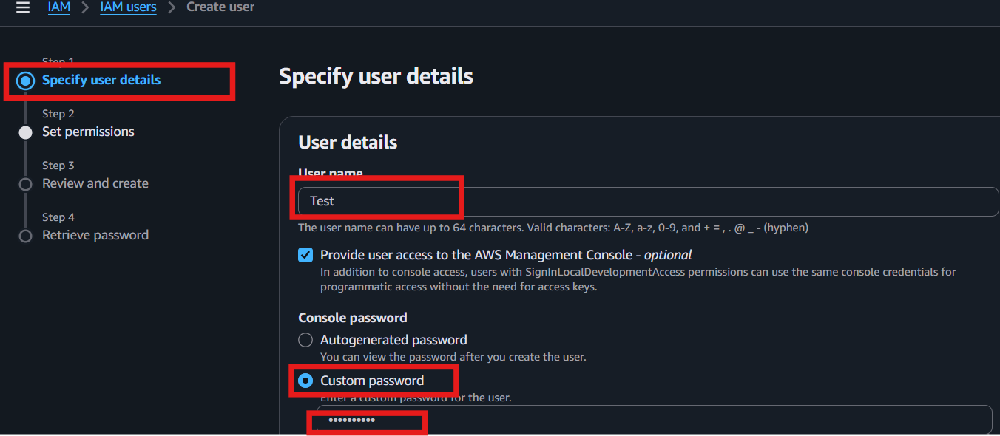 IAM > IAM users > Create user
Step 1
Specify user details
Step 2
Set permissions
Step 3
Review and create
Step 4
Retrieve password
Specify user details
User details
User name
Test
The user name can have up to 64 characters. Valid characters: A-Z, a-z, 0-9, and + = , . @ _ - (hyphen)
Provide user access to the AWS Management Console - optional
In addition to console access, users with SignInLocalDevelopmentAccess permissions can use the same console credentials for
programmatic access without the need for access keys.
Console password
Autogenerated password
You can view the password after you create the user.
Custom password
Enter a custom password for the user.
••••••••••